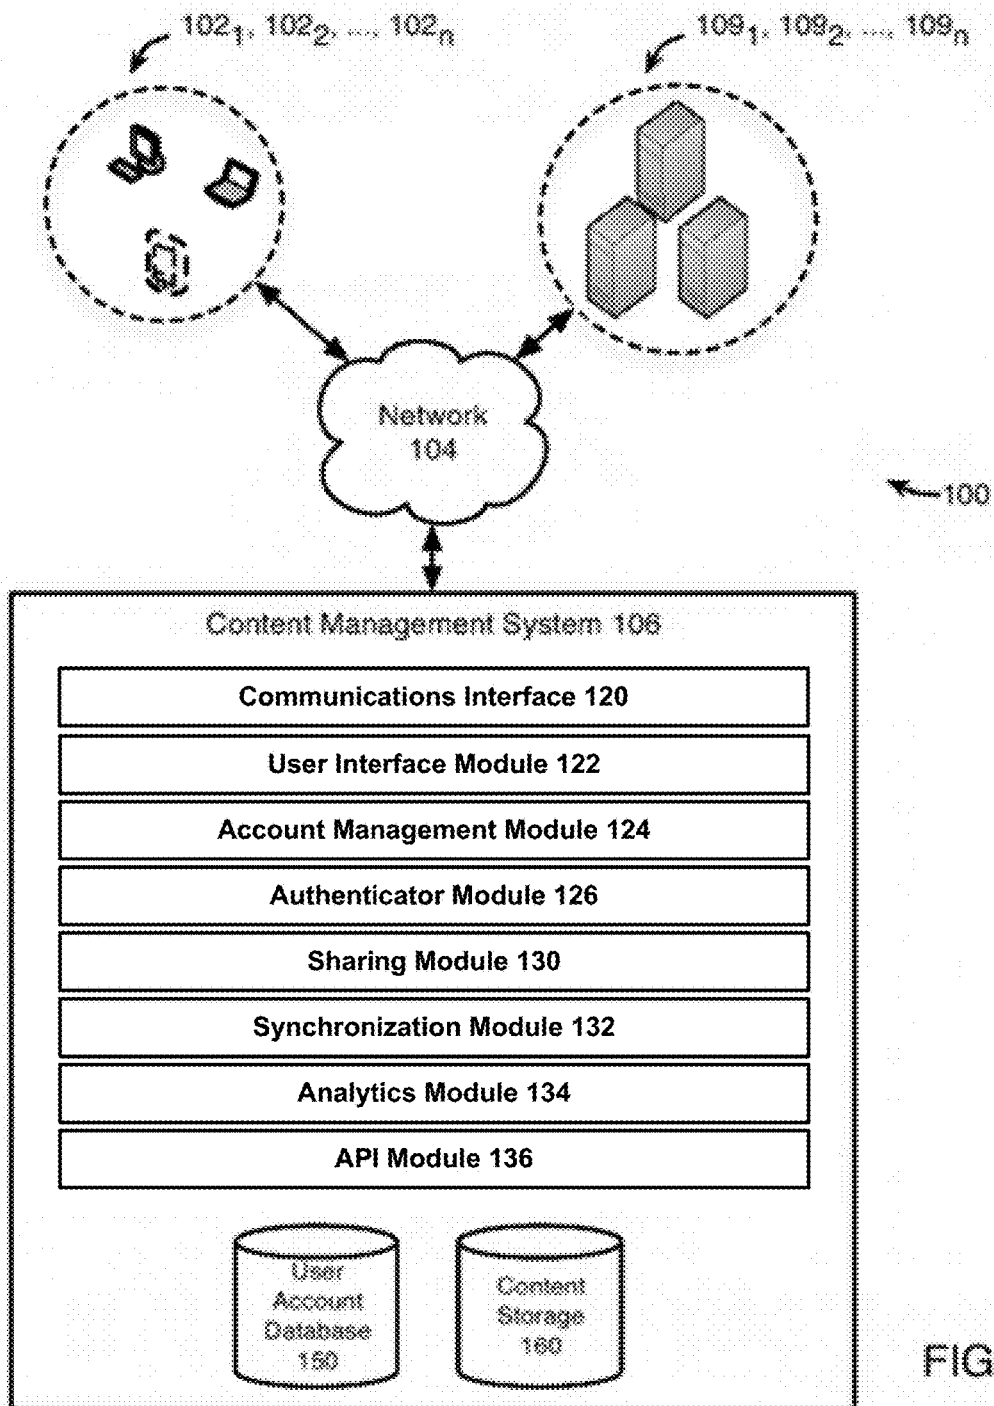 102₁, 102₂, ..., 102ₙ
109₁, 109₂, ..., 109ₙ
Network
104
100
Content Management System 106
Communications Interface 120
User Interface Module 122
Account Management Module 124
Authenticator Module 126
Sharing Module 130
Synchronization Module 132
Analytics Module 134
API Module 136
User
Account
Database
150
Content
Storage
160
FIG